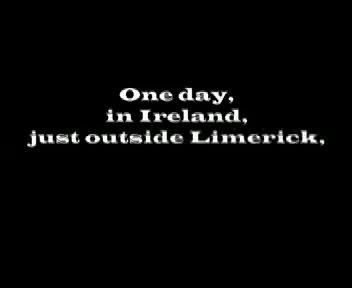 One day,
in Ireland,
just outside Limerick,